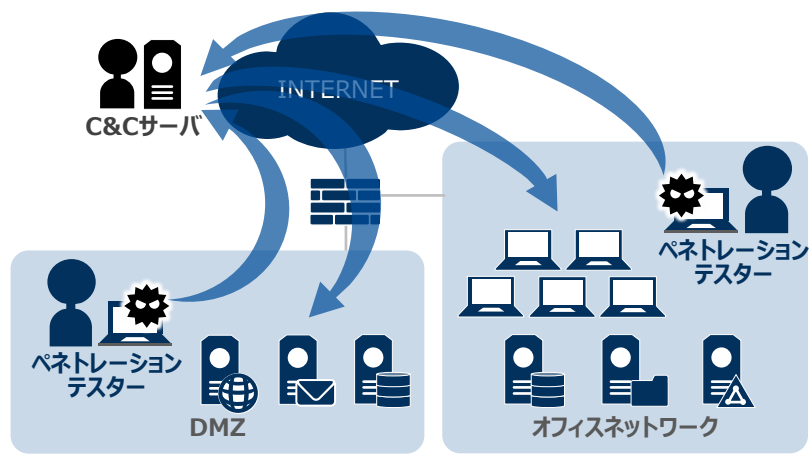 INTERNET
C&Cサーバ
ペネトレーション
テスター
ペネトレーション
テスター
DMZ
オフィスネットワーク